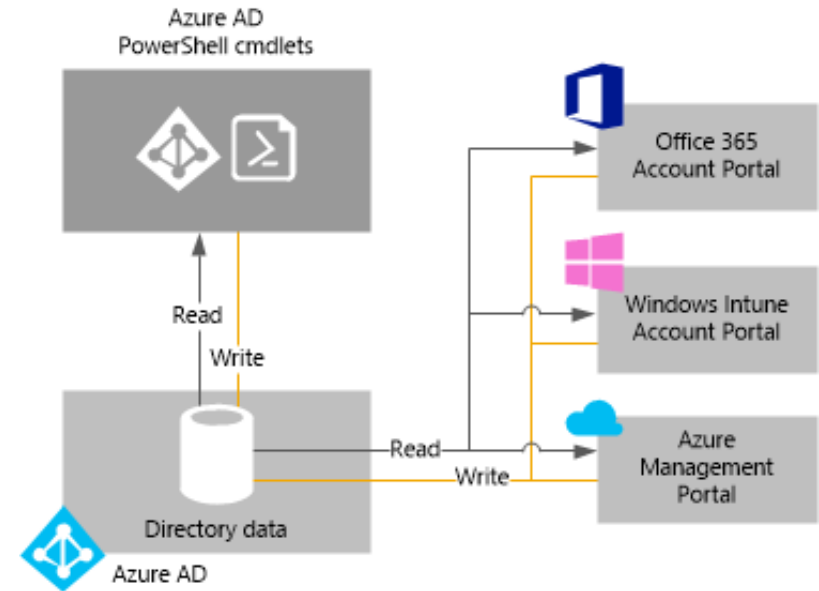 Azure AD
PowerShell cmdlets
Read
Write
Directory data
Azure AD
Read
Write
Office 365
Account Portal
Windows Intune
Account Portal
Azure
Management
Portal